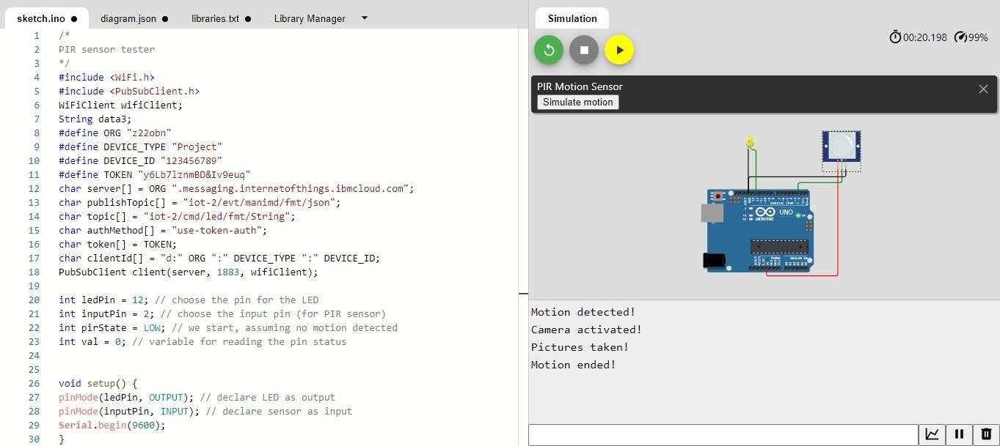 sketch.ino
diagram.json
libraries.txt
Library Manager
1 /*
2 PIR sensor tester
3 */
4 #include <WiFi.h>
5 #include <PubSubClient.h>
6 WiFiClient wifiClient;
7 String data3;
8 #define ORG "z22obn"
9 #define DEVICE_TYPE "Project"
10 #define DEVICE_ID "123456789"
11 #define TOKEN "y6Lb7lznmBD&Iv9euq"
12 char server[] = ORG ".messaging.internetofthings.ibmcloud.com";
13 char publishTopic[] = "iot-2/evt/manimd/fmt/json";
14 char topic[] = "iot-2/cmd/led/fmt/String";
15 char authMethod[] = "use-token-auth";
16 char token[] = TOKEN;
17 char clientId[] = "d:" ORG ":" DEVICE_TYPE ":" DEVICE_ID;
18 PubSubClient client(server, 1883, wifiClient);
19
20 int ledPin = 12; // choose the pin for the LED
21 int inputPin = 2; // choose the input pin (for PIR sensor)
22 int pirState = LOW; // we start, assuming no motion detected
23 int val = 0; // variable for reading the pin status
24
25
26 void setup() {
27 pinMode(ledPin, OUTPUT); // declare LED as output
28 pinMode(inputPin, INPUT); // declare sensor as input
29 Serial.begin(9600);
30 }
Simulation
00:20.198 99%
PIR Motion Sensor
Simulate motion
DIGITAL (PWM ~)
UNO
ARDUINO
POWER
ANALOG IN
Motion detected!
Camera activated!
Pictures taken!
Motion ended!